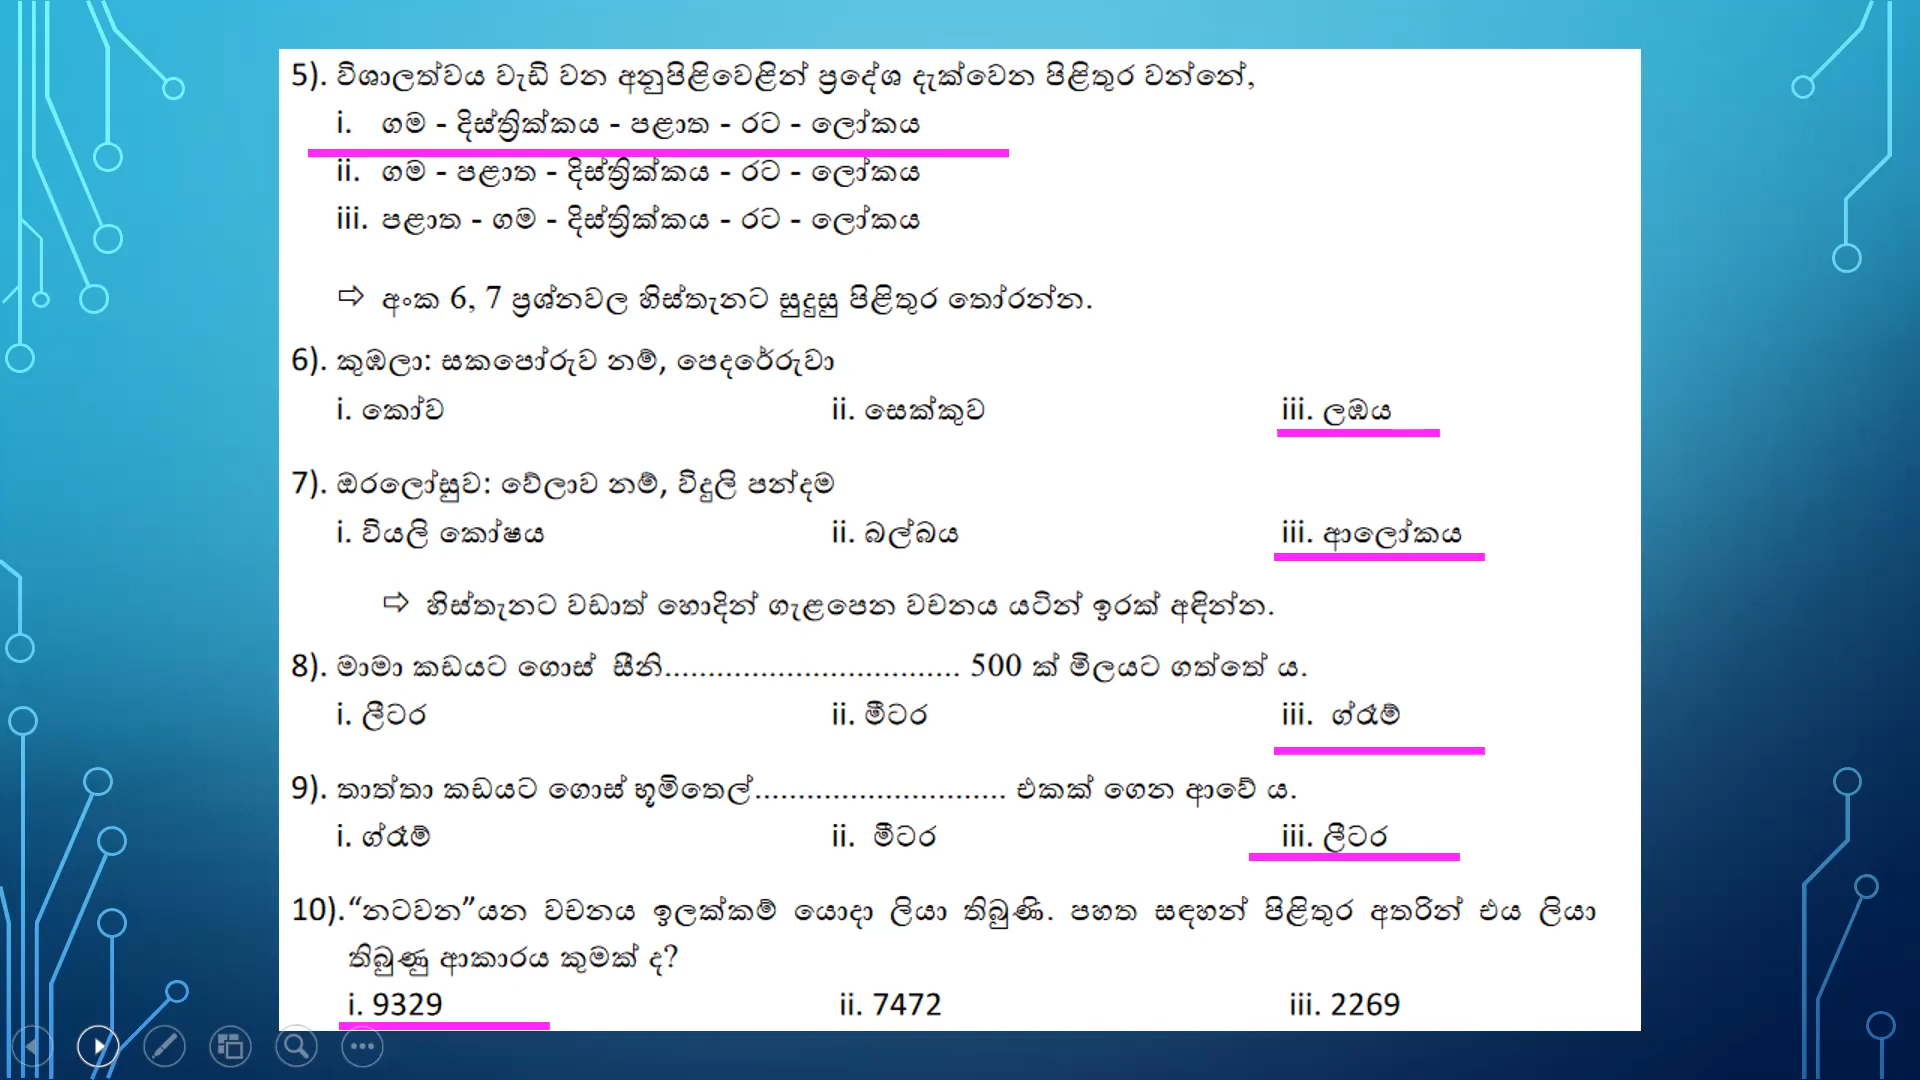 5). විශාලත්වය වැඩි වන අනුපිළිවෙළින් ප්‍රදේශ දැක්වෙන පිළිතුර වන්නේ,
i. ගම - දිස්ත්‍රික්කය - පළාත - රට - ලෝකය
ii. ගම - පළාත - දිස්ත්‍රික්කය - රට - ලෝකය
iii. පළාත - ගම - දිස්ත්‍රික්කය - රට - ලෝකය
⇨ අංක 6, 7 ප්‍රශ්නවල හිස්තැනට සුදුසු පිළිතුර තෝරන්න.
6). කුඹලා: සකපෝරුව නම්, පෙදරේරුවා
i. කෝව ii. සෙක්කුව iii. ලඹය
7). ඔරලෝසුව: වේලාව නම්, විදුලි පන්දම
i. වියලි කෝෂය ii. බල්බය iii. ආලෝකය
⇨ හිස්තැනට වඩාත් හොදින් ගැළපෙන වචනය යටින් ඉරක් අඳින්න.
8). මාමා කඩයට ගොස් සීනි.................................. 500 ක් මිලයට ගත්තේ ය.
i. ලීටර ii. මීටර iii. ග්රෑම්
9). තාත්තා කඩයට ගොස් භූමිතෙල්............................. එකක් ගෙන ආවේ ය.
i. ග්රෑම් ii. මීටර iii. ලීටර
10). “නටවන”යන වචනය ඉලක්කම් යොදා ලියා තිබුණි. පහත සඳහන් පිළිතුර අතරින් එය ලියා
තිබුණු ආකාරය කුමක් ද?
i. 9329 ii. 7472 iii. 2269